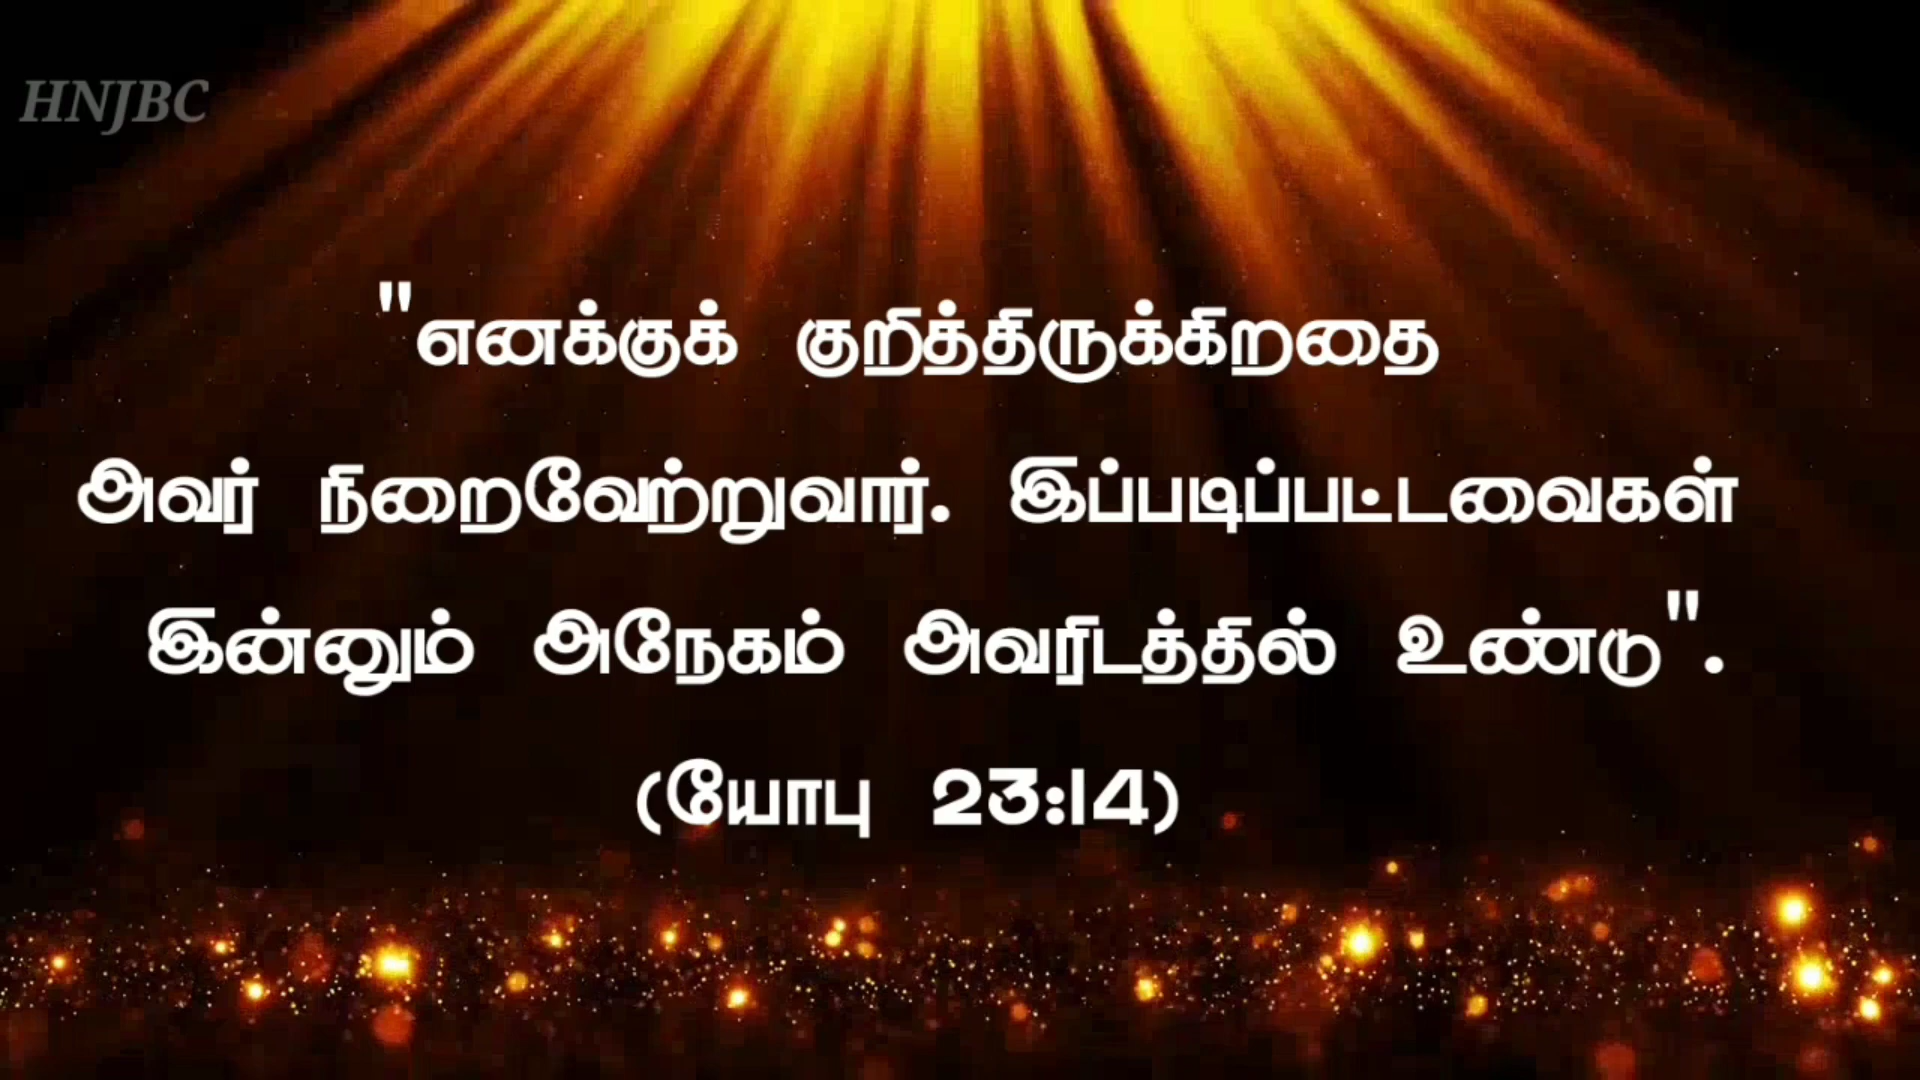 HNJBC
"எனக்குக் குறித்திருக்கிறதை
அவர் நிறைவேற்றுவார். இப்படிப்பட்டவைகள்
இன்னும் அநேகம் அவரிடத்தில் உண்டு".
(யோபு 23:14)